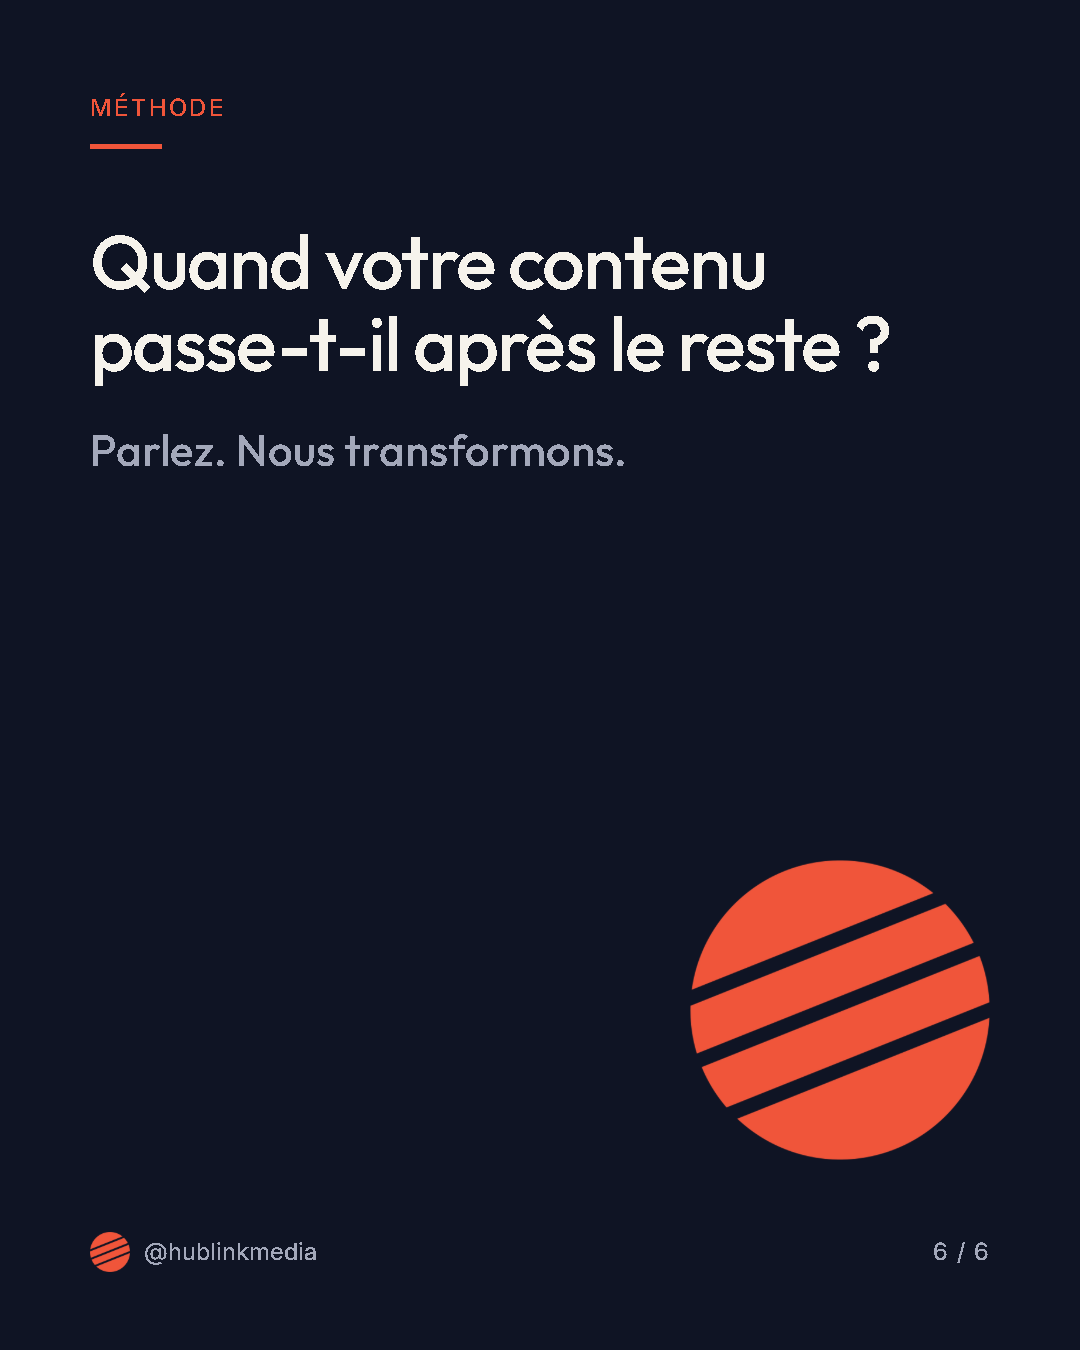 MÉTHODE
Quand votre contenu
passe-t-il après le reste ?
Parlez. Nous transformons.
@hublinkmedia
6 / 6